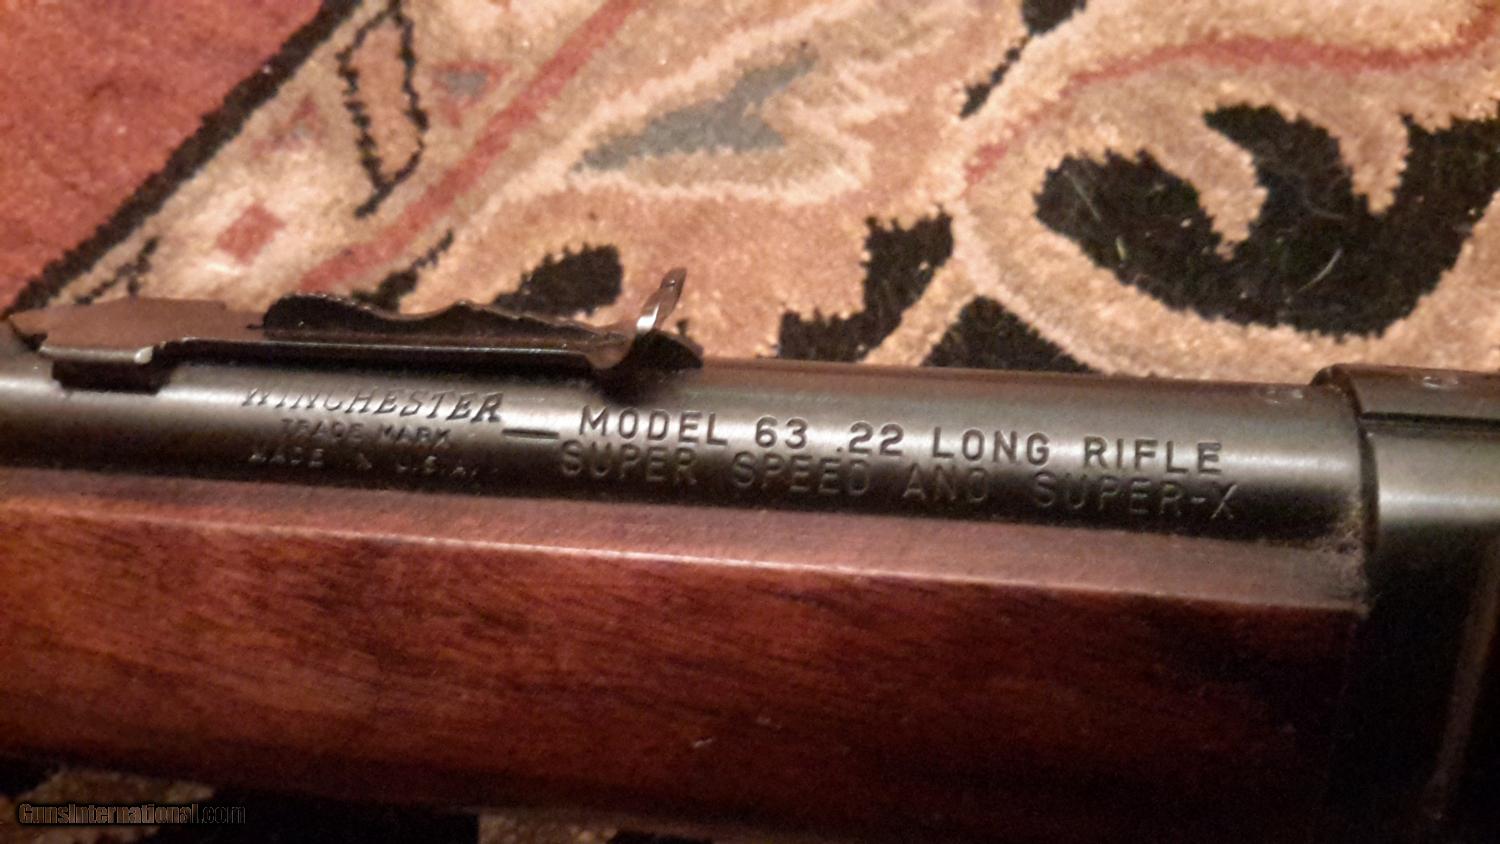 WINCHESTER
TRADE MARK
MADE IN U.S.A.
— MODEL 63 .22 LONG RIFLE
SUPER SPEED AND SUPER-X
GunsInternational.com